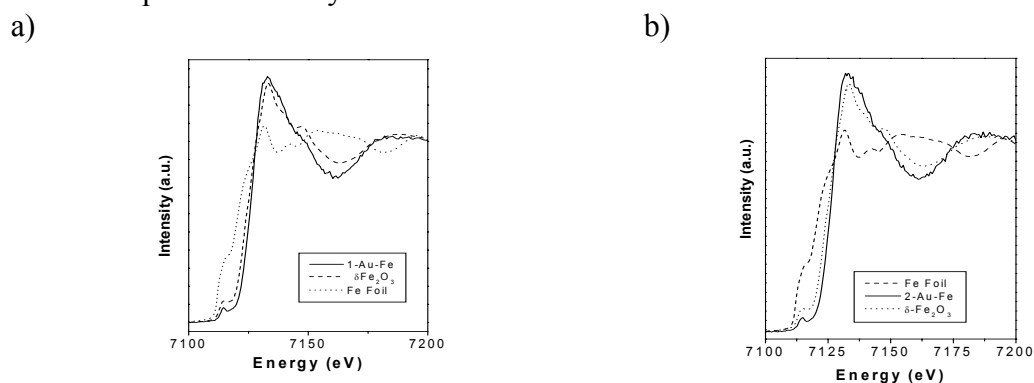 a)
b)
Intensity (a.u.)
1-Au-Fe
δFe₂O₃
Fe Foil
7100 7150 7200
Energy (eV)
Intensity (a.u.)
Fe Foil
2-Au-Fe
δ-Fe₂O₃
7100 7125 7150 7175 7200
Energy (eV)